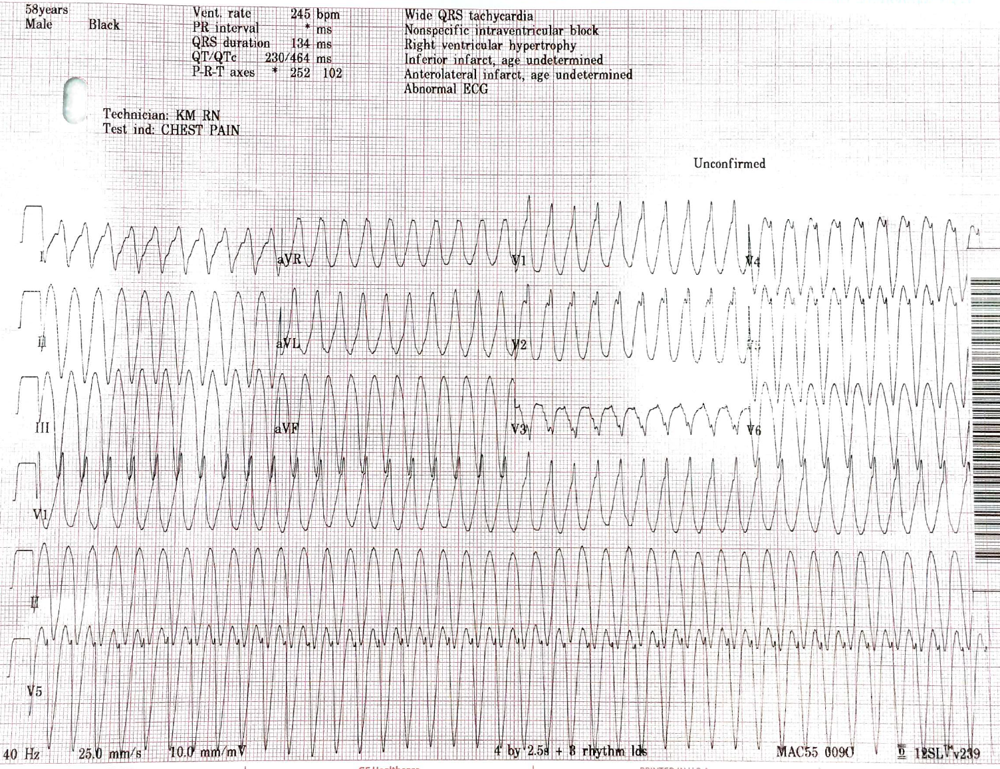 58years
Male Black
Vent. rate 245 bpm
PR interval * ms
QRS duration 134 ms
QT/QTc 230/464 ms
P-R-T axes * 252 102
Wide QRS tachycardia
Nonspecific intraventricular block
Right ventricular hypertrophy
Inferior infarct, age undetermined
Anterolateral infarct, age undetermined
Abnormal ECG
Technician: KM RN
Test ind: CHEST PAIN
Unconfirmed
I aVR V1 V4
II aVL V2 V5
III aVF V3 V6
V1
II
V5
40 Hz 25.0 mm/s 10.0 mm/mV 4 by 2.5s + 3 rhythm lds MAC55 009C 12SL™ v239